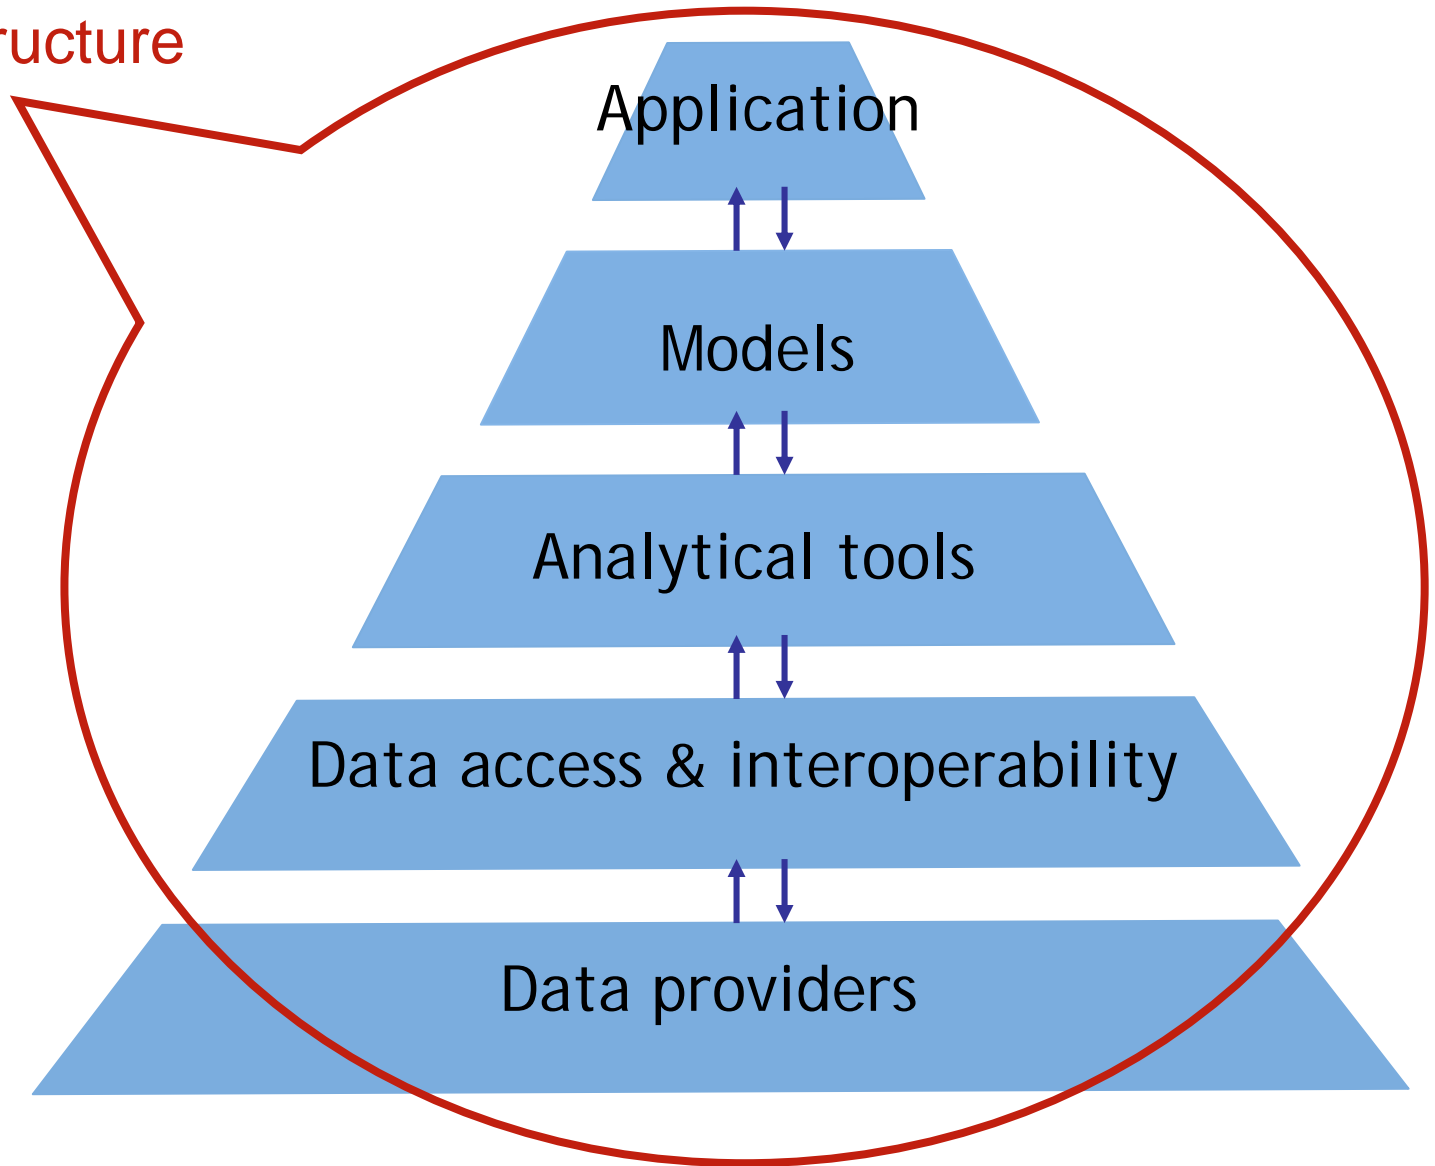 ructure
Application
Models
Analytical tools
Data access & interoperability
Data providers